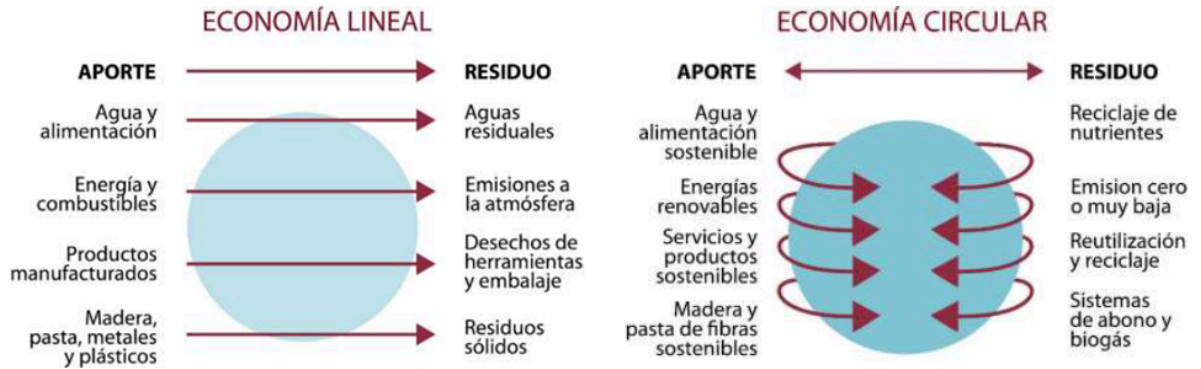 ECONOMÍA LINEAL
APORTE
RESIDUO
Agua y
alimentación
Aguas
residuales
Energía y
combustibles
Emisiones a
la atmósfera
Productos
manufacturados
Desechos de
herramientas
y embalaje
Madera,
pasta, metales
y plásticos
Residuos
sólidos
ECONOMÍA CIRCULAR
APORTE
RESIDUO
Agua y
alimentación
sostenible
Reciclaje de
nutrientes
Energías
renovables
Emision cero
o muy baja
Servicios y
productos
sostenibles
Reutilización
y reciclaje
Madera y
pasta de fibras
sostenibles
Sistemas
de abono y
biogás